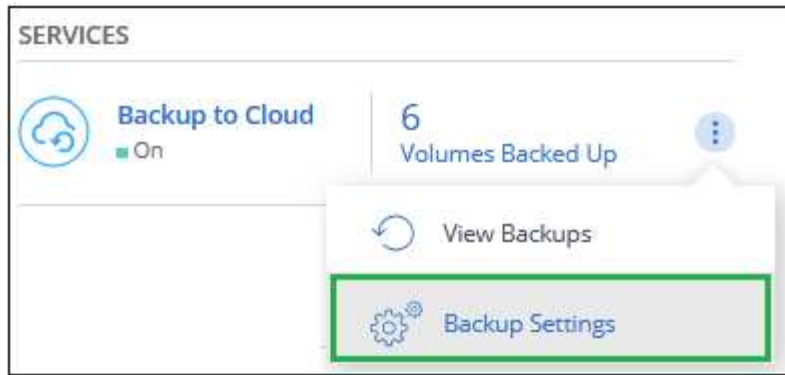 SERVICES
Backup to Cloud
On
6
Volumes Backed Up
View Backups
Backup Settings